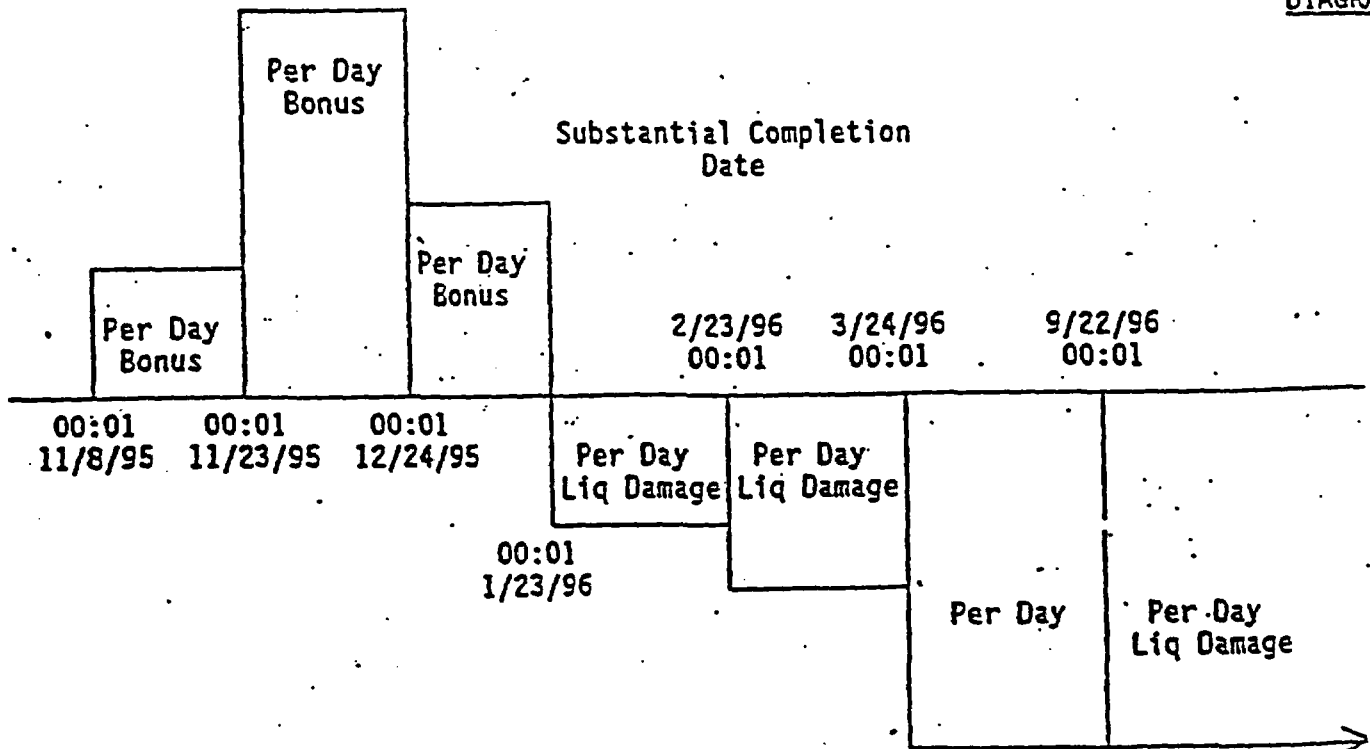 Per Day
Bonus
Substantial Completion
Date
Per Day
Bonus
Per Day
Bonus
2/23/96
00:01
3/24/96
00:01
9/22/96
00:01
00:01
11/8/95
00:01
11/23/95
00:01
12/24/95
Per Day
Liq Damage
Per Day
Liq Damage
00:01
1/23/96
Per Day
Per Day
Liq Damage